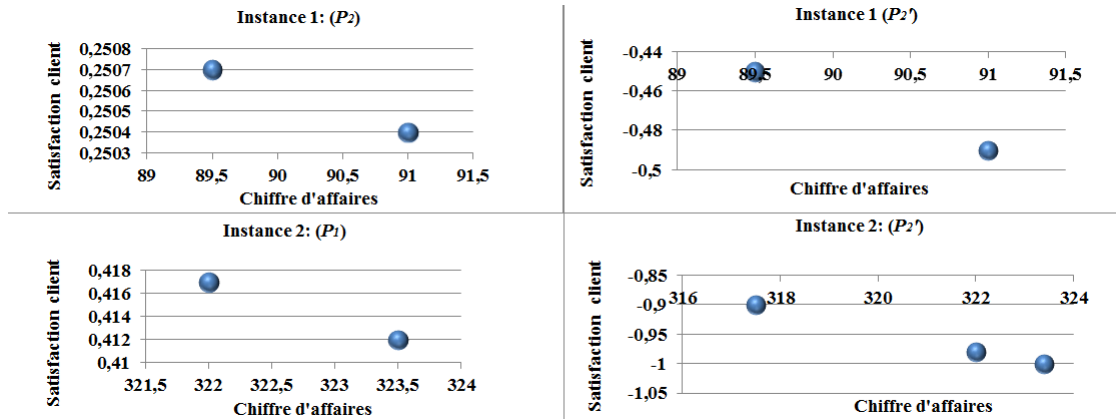 Instance 1: (P2)
Satisfaction client
0,2508
0,2507
0,2506
0,2505
0,2504
0,2503
89 89,5 90 90,5 91 91,5
Chiffre d'affaires
Instance 1 (P2')
Satisfaction client
-0,44
89 89,5 90 90,5 91 91,5
-0,46
-0,48
-0,5
Chiffre d'affaires
Instance 2: (P1)
Satisfaction client
0,418
0,416
0,414
0,412
0,41
321,5 322 322,5 323 323,5 324
Chiffre d'affaires
Instance 2: (P2')
Satisfaction client
-0,85
316 318 320 322 324
-0,9
-0,95
-1
-1,05
Chiffre d'affaires